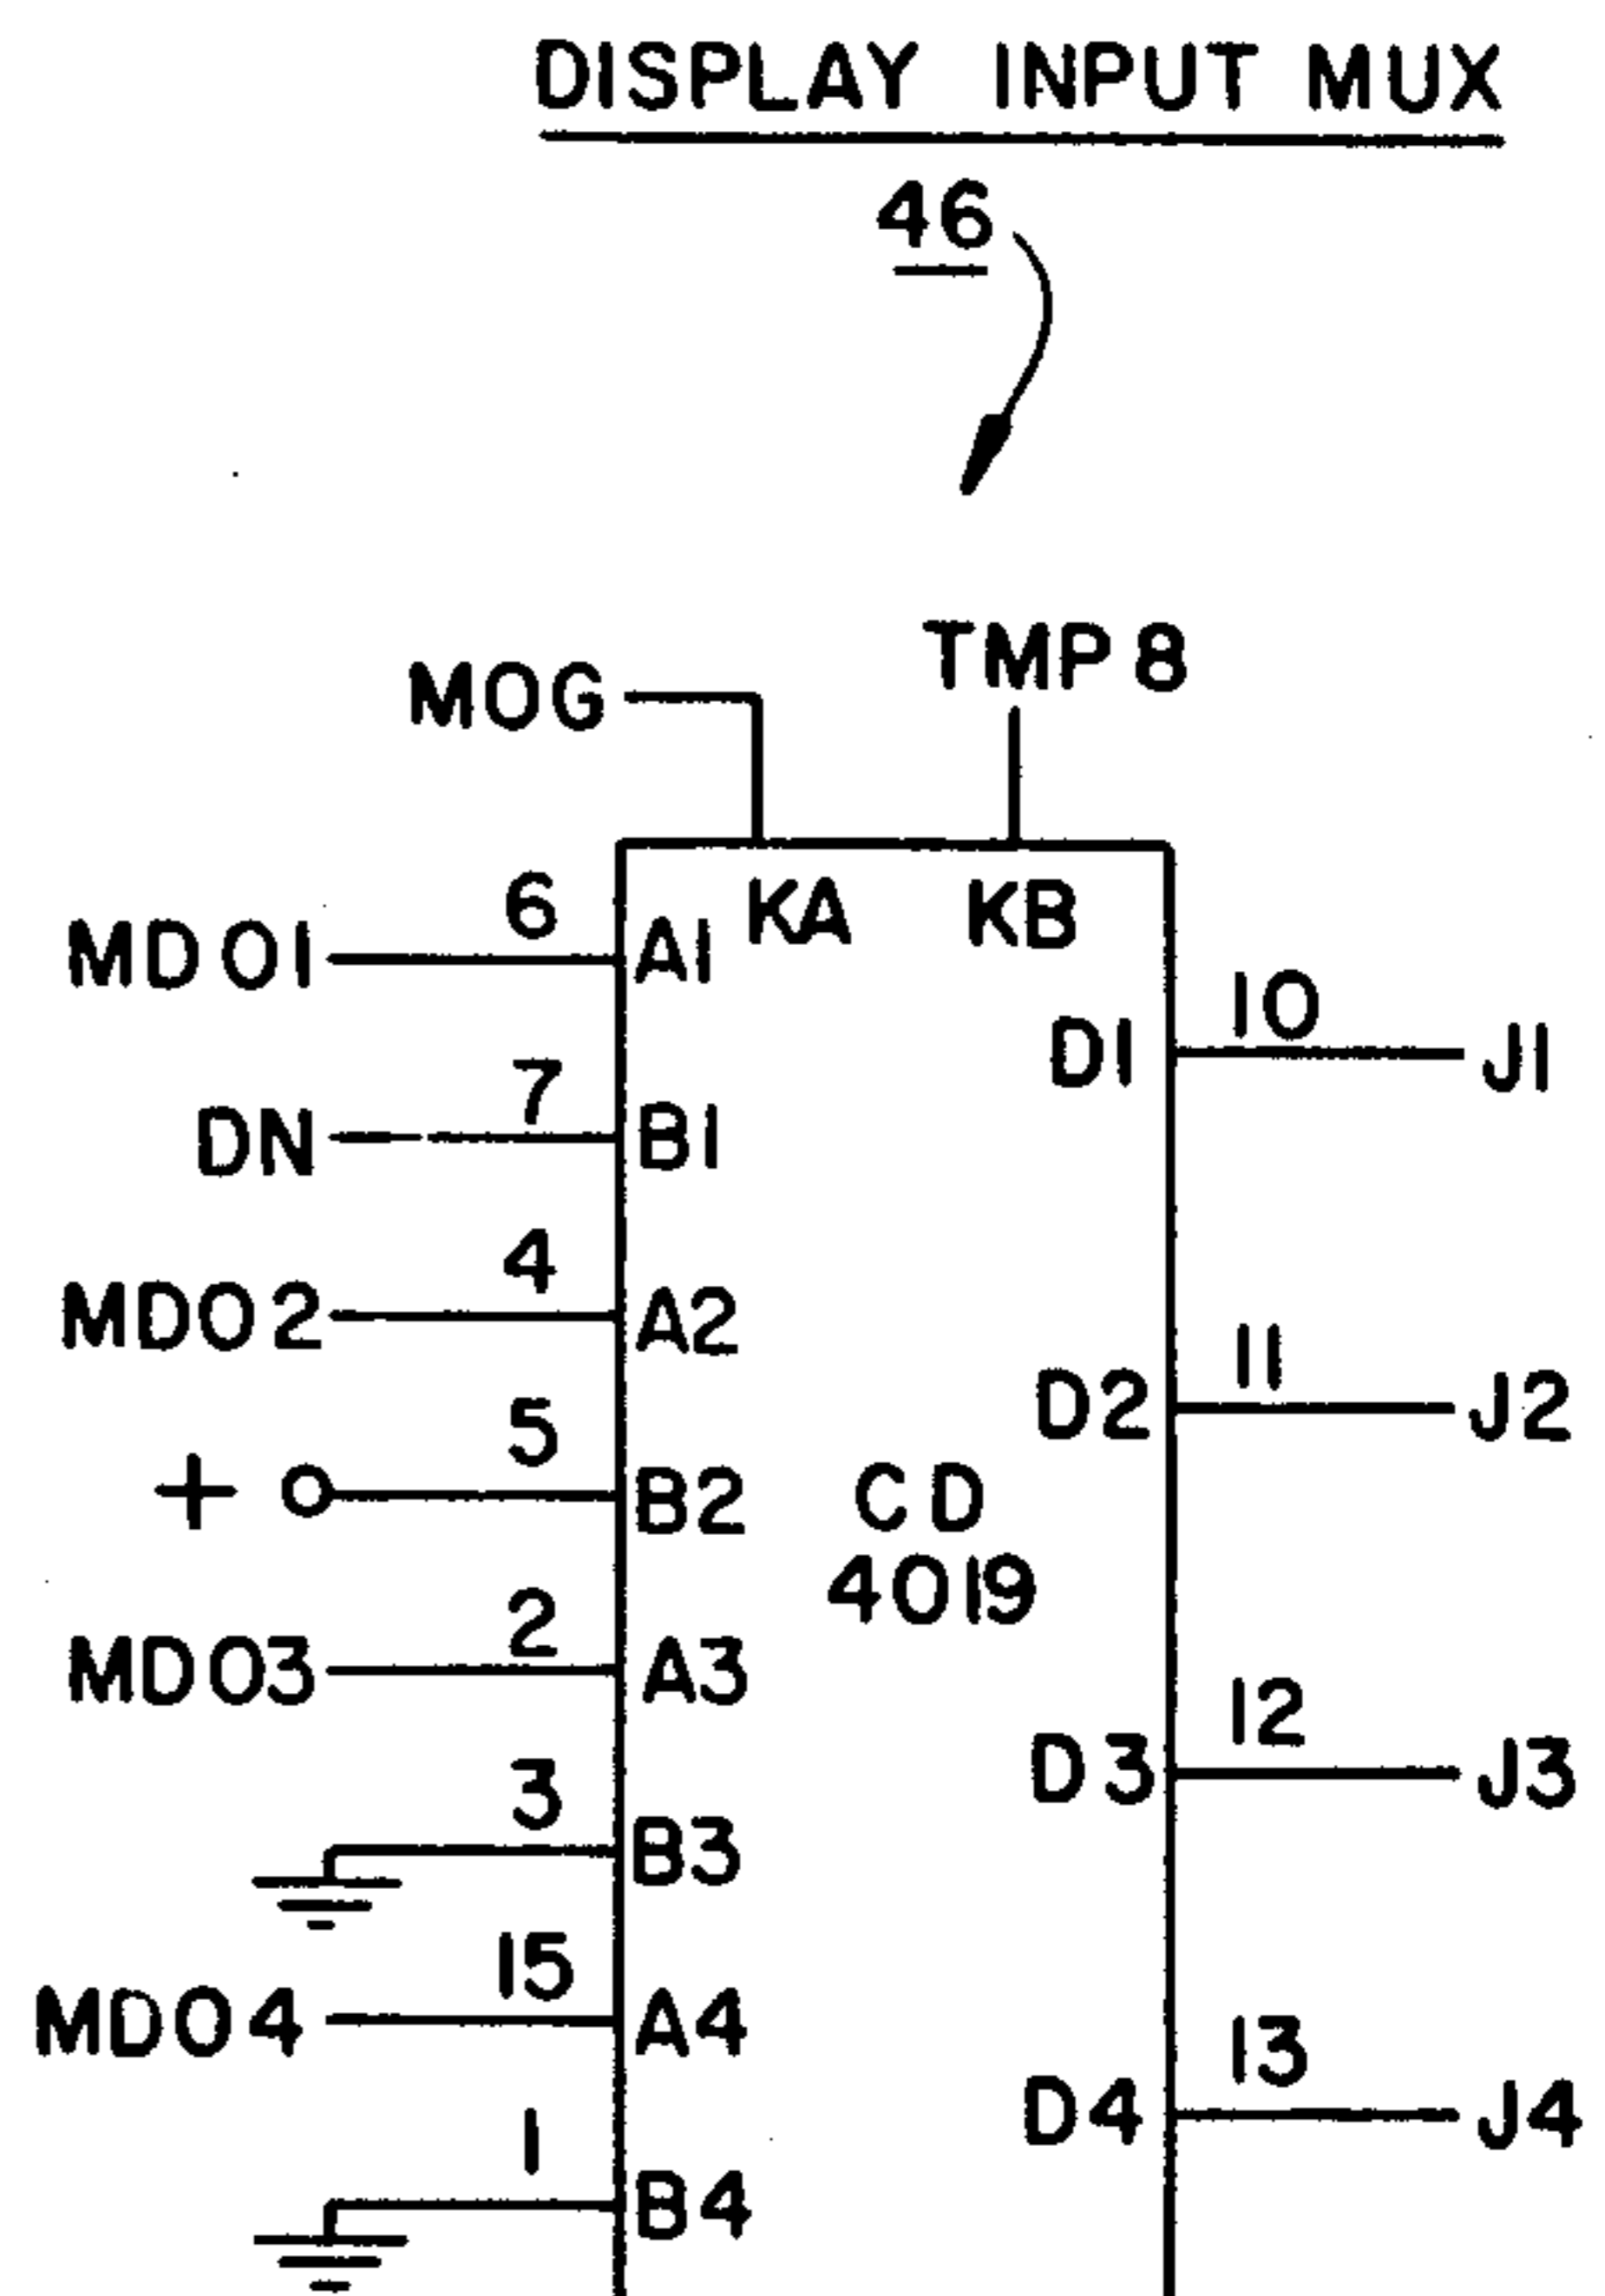 DISPLAY INPUT MUX
46
MOG
TMP 8
KA KB
MD01 6 A1
D1 10 J1
DN 7 B1
MD02 4 A2
D2 11 J2
+ 5 B2
CD
4019
MD03 2 A3
D3 12 J3
3 B3
MD04 15 A4
D4 13 J4
1 B4